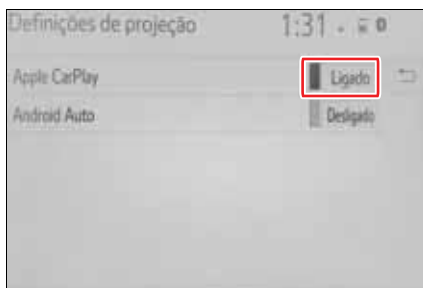 Definições de projeção 1:31
Apple CarPlay Ligado
Android Auto Desligado